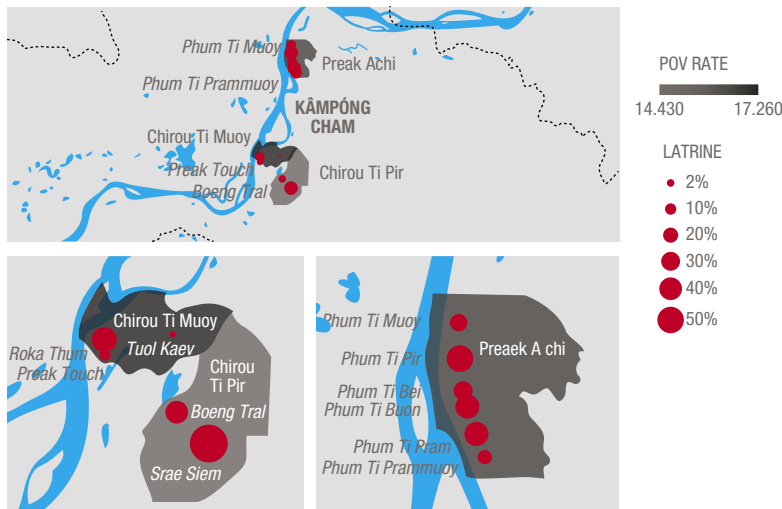 Phum Ti Muoy
Preak Achi
Phum Ti Prammuoy
KÂMPÓNG
CHAM
Chirou Ti Muoy
Preak Touch
Chirou Ti Pir
Boeng Tral
POV RATE
14.430 17.260
LATRINE
2%
10%
20%
30%
40%
50%
Chirou Ti Muoy
Roka Thum
Tuol Kaev
Preak Touch
Chirou
Ti Pir
Boeng Tral
Srae Siem
Phum Ti Muoy
Preaek A chi
Phum Ti Pir
Phum Ti Bei
Phum Ti Buon
Phum Ti Pram
Phum Ti Prammuoy